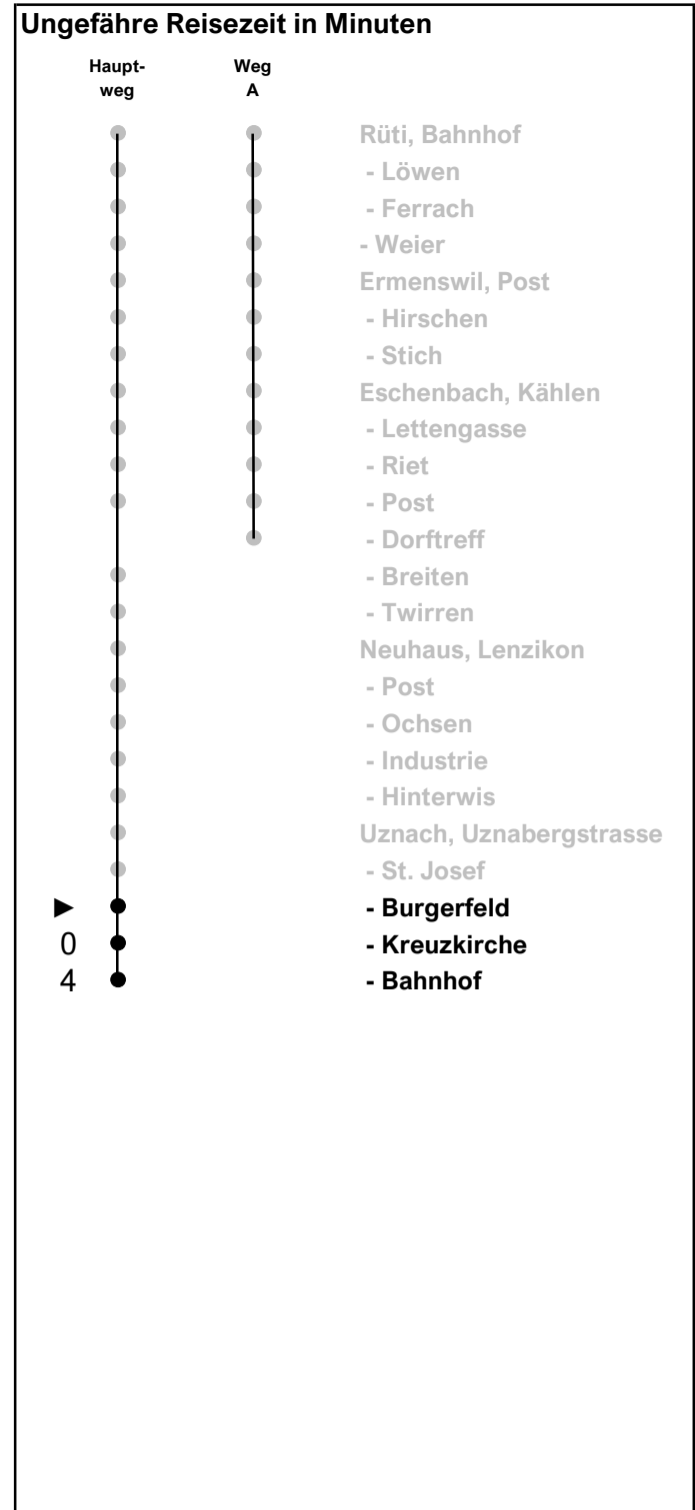 Ungefähre Reisezeit in Minuten
Haupt-
weg
Weg
A
Rüti, Bahnhof
- Löwen
- Ferrach
- Weier
Ermenswil, Post
- Hirschen
- Stich
Eschenbach, Kählen
- Lettengasse
- Riet
- Post
- Dorftreff
- Breiten
- Twirren
Neuhaus, Lenzikon
- Post
- Ochsen
- Industrie
- Hinterwis
Uznach, Uznabergstrasse
- St. Josef
► - Burgerfeld
0 - Kreuzkirche
4 - Bahnhof